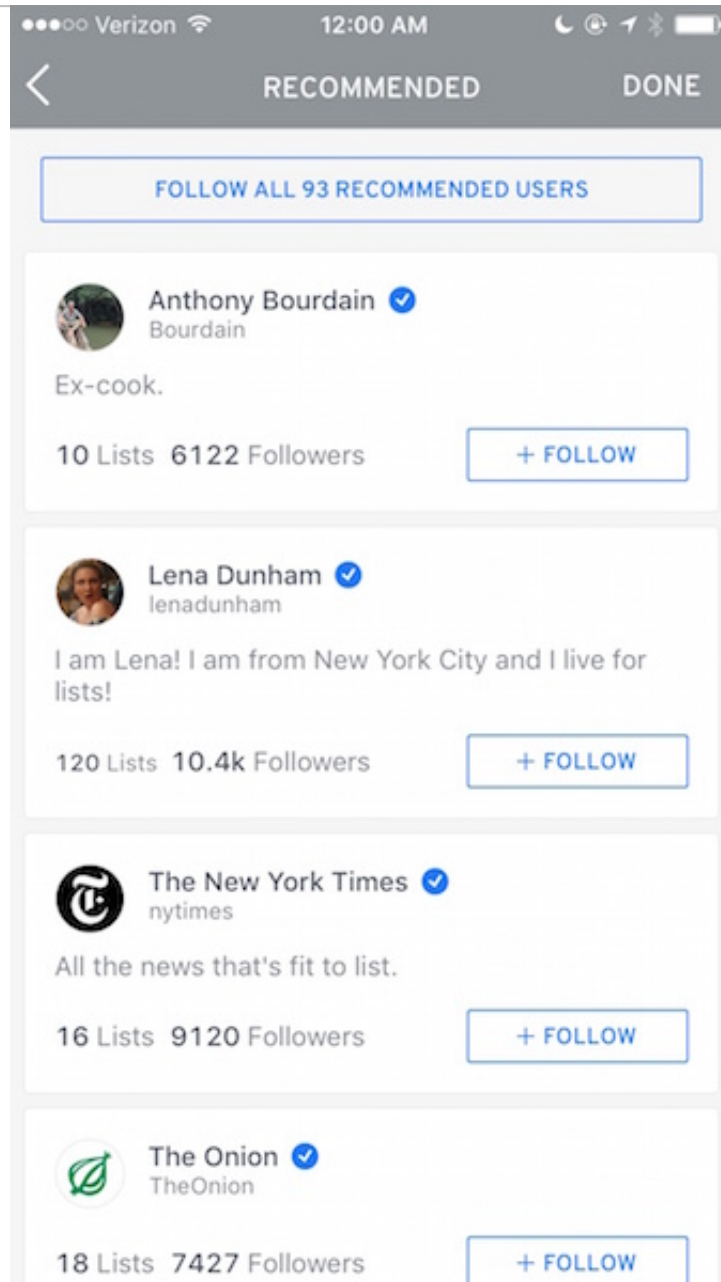 Verizon 12:00 AM
RECOMMENDED DONE
FOLLOW ALL 93 RECOMMENDED USERS
Anthony Bourdain
Bourdain
Ex-cook.
10 Lists 6122 Followers + FOLLOW
Lena Dunham
lenadunham
I am Lena! I am from New York City and I live for
lists!
120 Lists 10.4k Followers + FOLLOW
The New York Times
nytimes
All the news that's fit to list.
16 Lists 9120 Followers + FOLLOW
The Onion
TheOnion
18 Lists 7427 Followers + FOLLOW